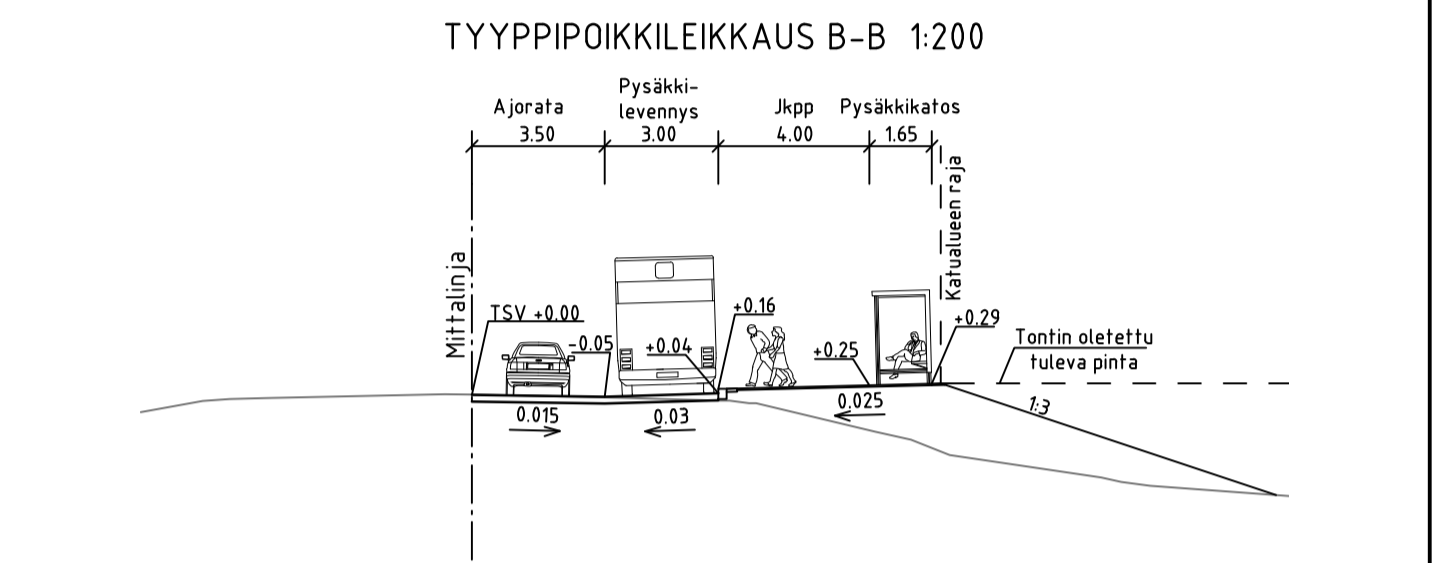 TYYPPIPOIKKILEIKKAUS B-B 1:200
Pysäkki-
Ajorata levennys Jkpp Pysäkkikatos
3.50 3.00 4.00 1.65
Katualueen raja
Mittalinja
TSV +0.00
-0.05
+0.04
+0.16
+0.25
+0.29
Tontin oletettu
tuleva pinta
0.015
0.03
0.025
1:3